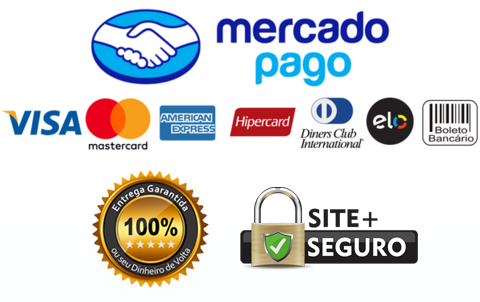 mercado
pago
VISA
mastercard
AMERICAN
EXPRESS
Hipercard
Diners Club
International
elo
Boleto
Bancário
Entrega Garantida
100%
ou seu Dinheiro de Volta
SITE+
SEGURO